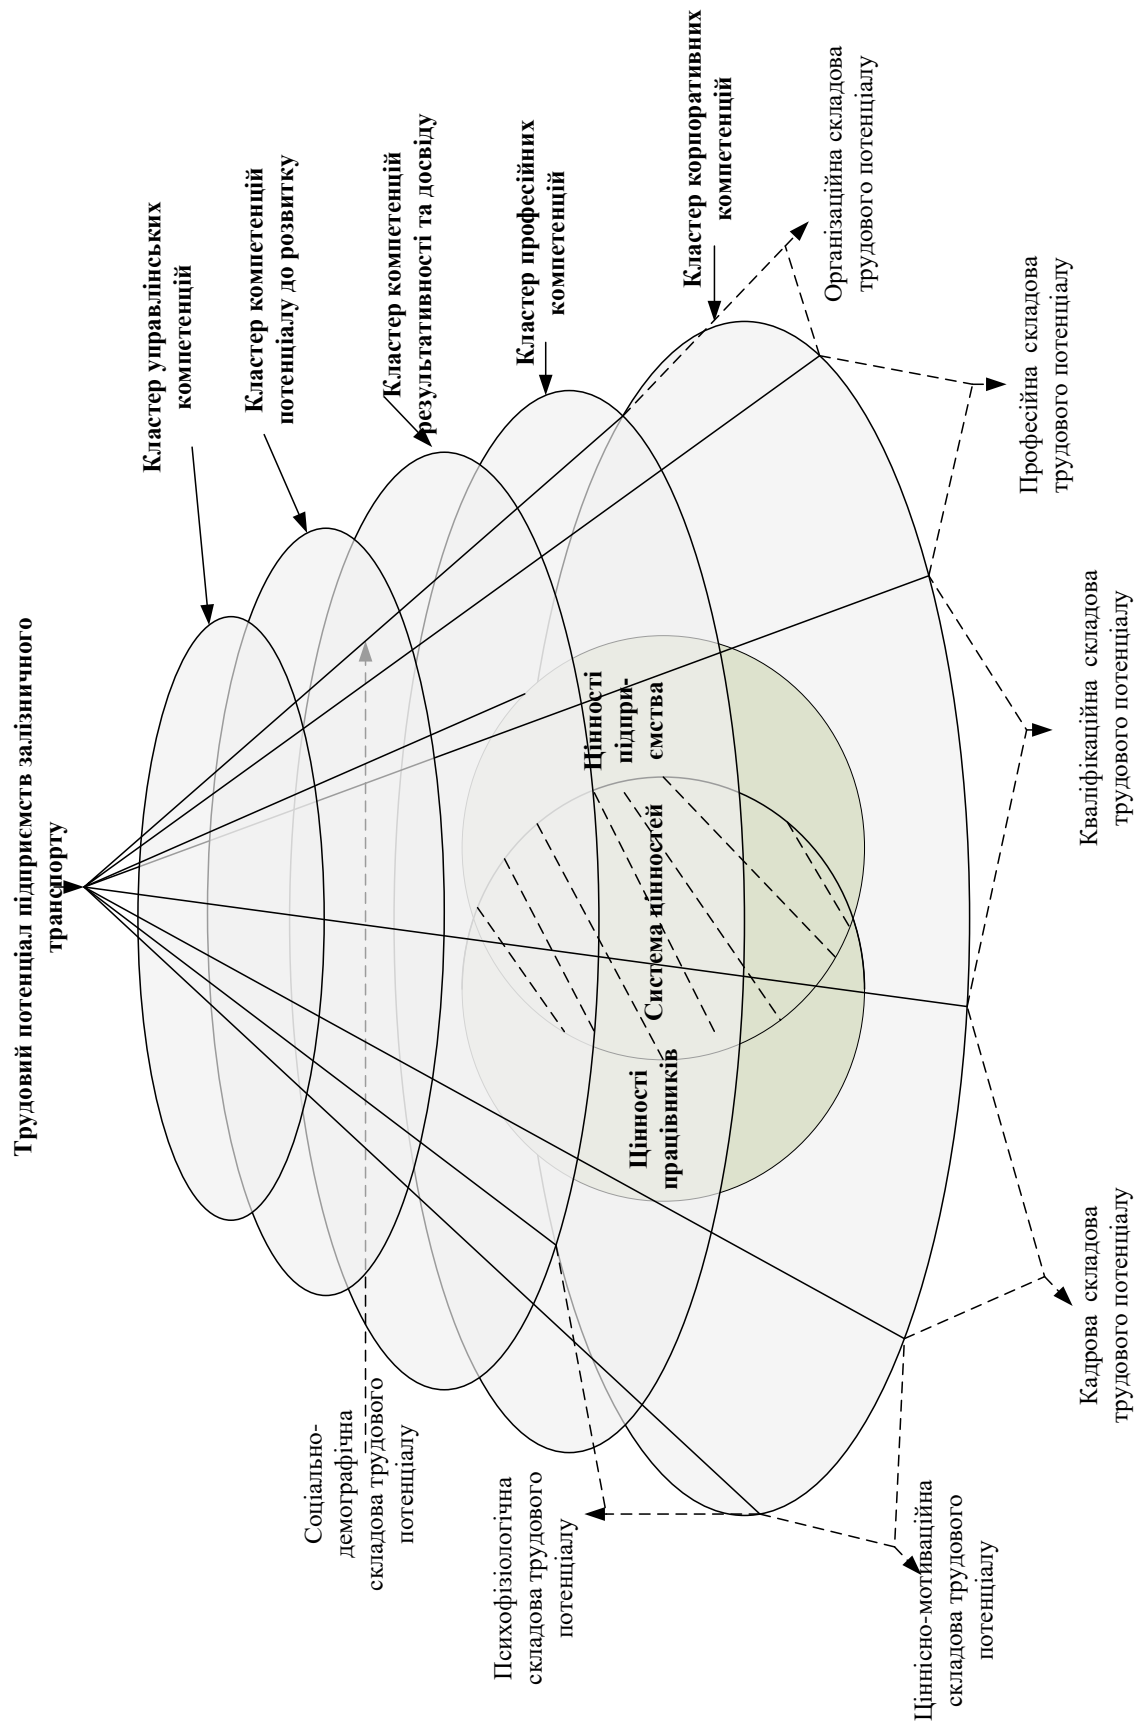 Трудовий потенціал підприємств залізничного
транспорту
Кластер управлінських
компетенцій
Кластер компетенцій
потенціалу до розвитку
Кластер компетенцій
результативності та досвіду
Кластер професійних
компетенцій
Кластер корпоративних
компетенцій
Організаційна складова
трудового потенціалу
Професійна складова
трудового потенціалу
Кваліфікаційна складова
трудового потенціалу
Кадрова складова
трудового потенціалу
Ціннісно-мотиваційна
складова трудового
потенціалу
Психофізіологічна
складова трудового
потенціалу
Соціально-
демографічна
складова трудового
потенціалу
Цінності
працівників
Система цінностей
Цінності
підпри-
ємства